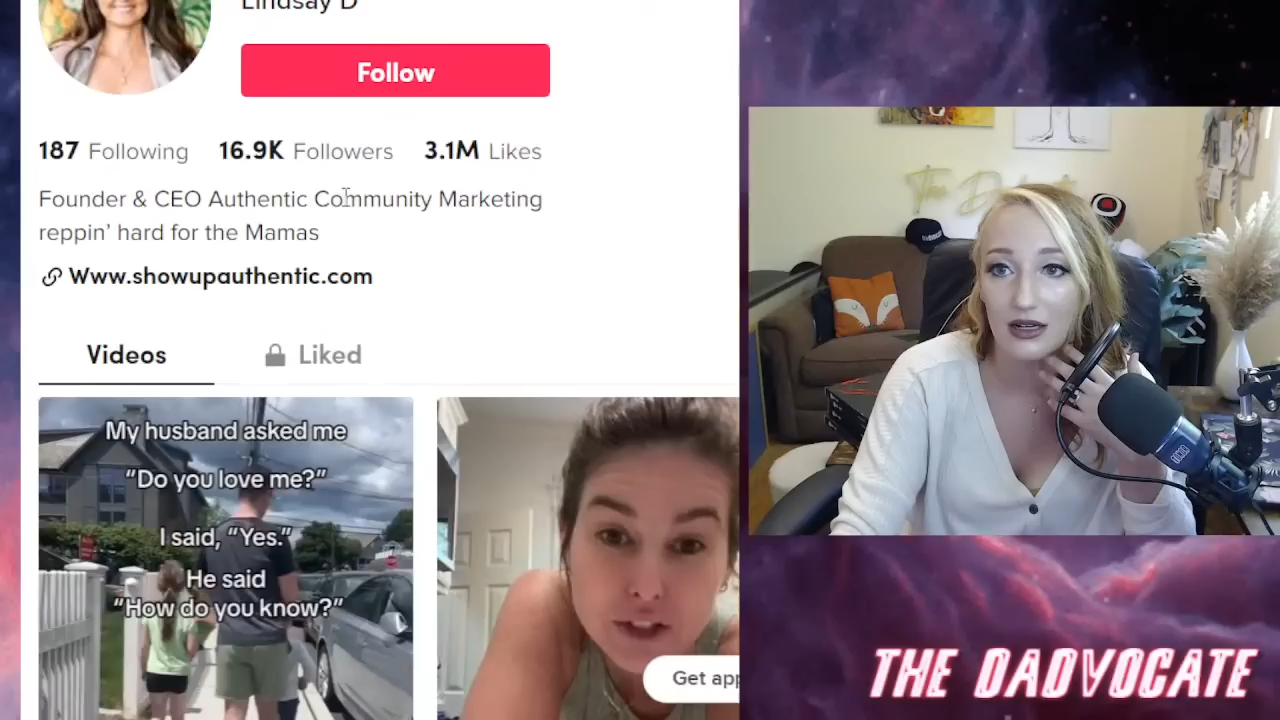 Lindsay D
Follow
187 Following 16.9K Followers 3.1M Likes
Founder & CEO Authentic Community Marketing
reppin' hard for the Mamas
Www.showupauthentic.com
Videos Liked
My husband asked me
"Do you love me?"
I said, "Yes."
He said
"How do you know?"
Get app
THE DADVOCATE